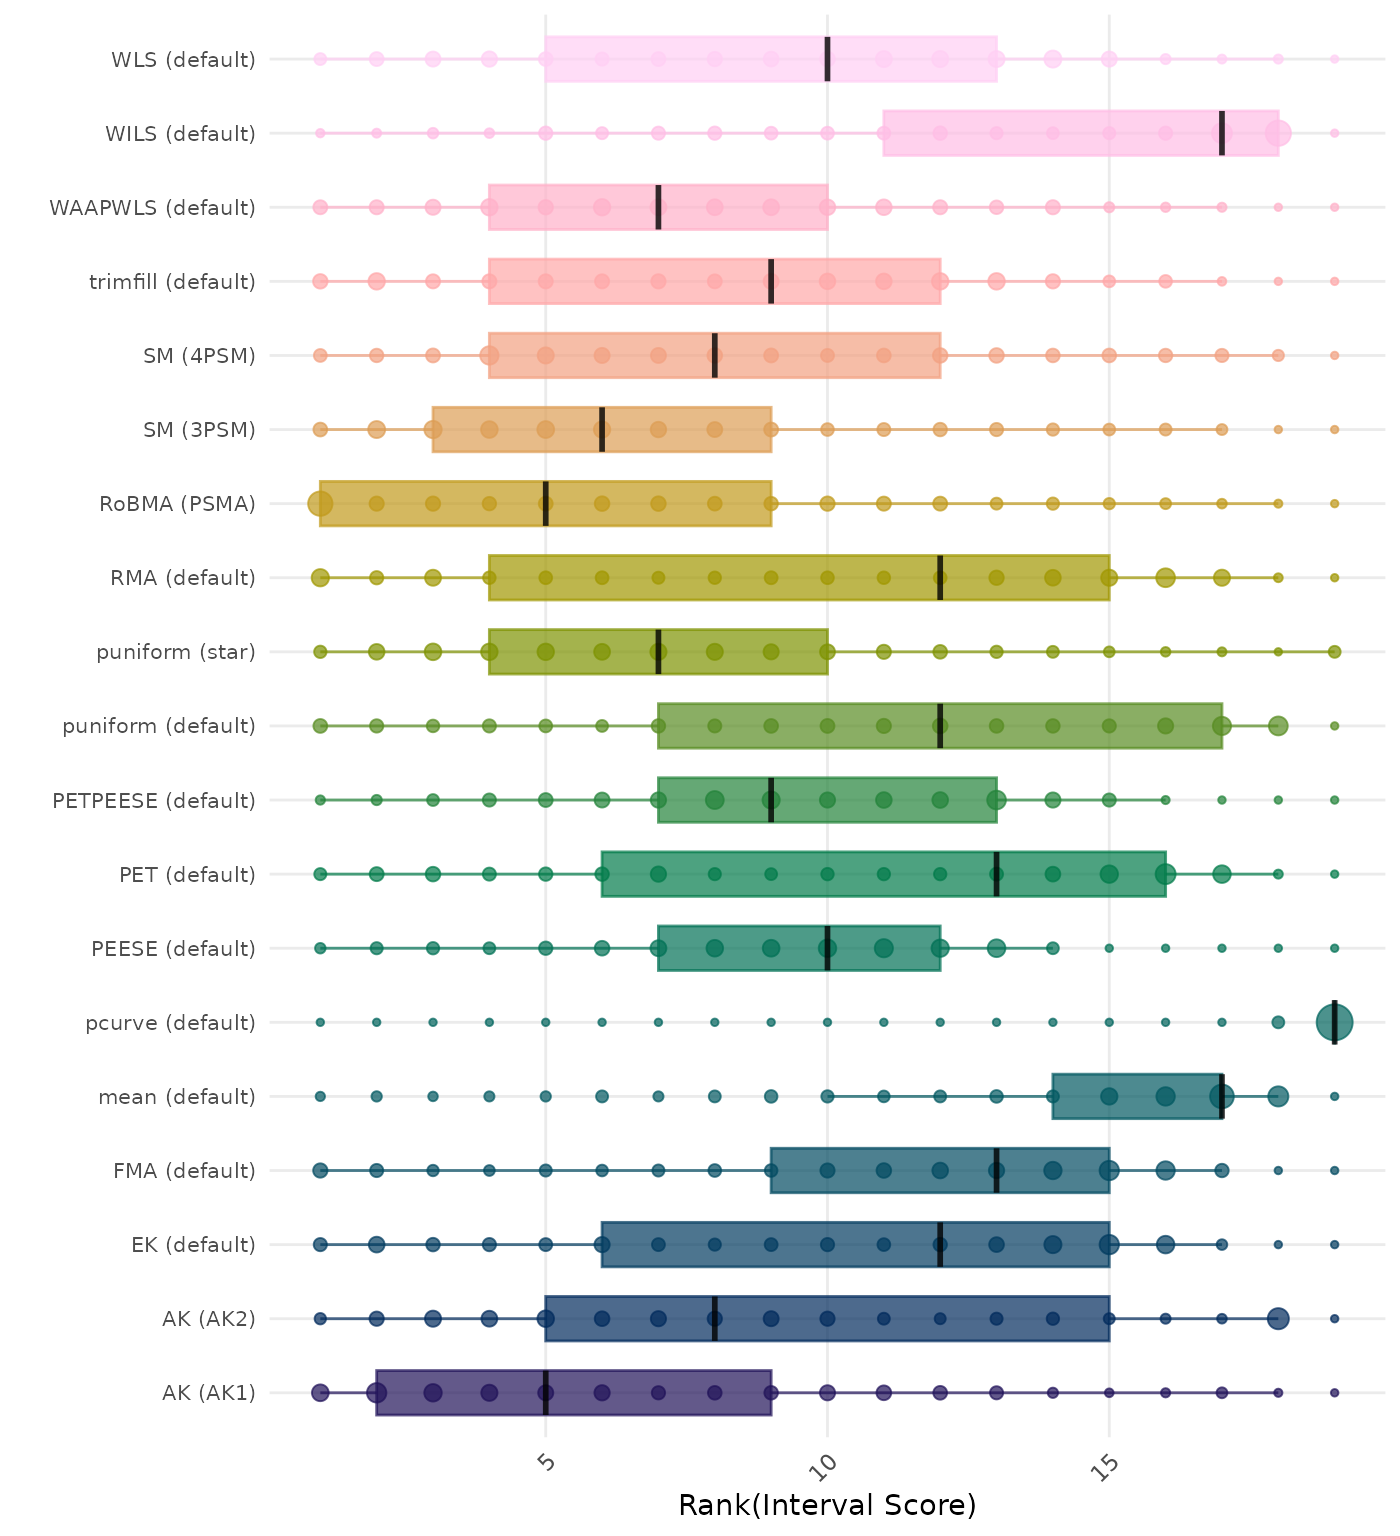 WLS (default)
WILS (default)
WAAPWLS (default)
trimfill (default)
SM (4PSM)
SM (3PSM)
RoBMA (PSMA)
RMA (default)
puniform (star)
puniform (default)
PETPEESE (default)
PET (default)
PEESE (default)
pcurve (default)
mean (default)
FMA (default)
EK (default)
AK (AK2)
AK (AK1)
5
10
15
Rank(Interval Score)